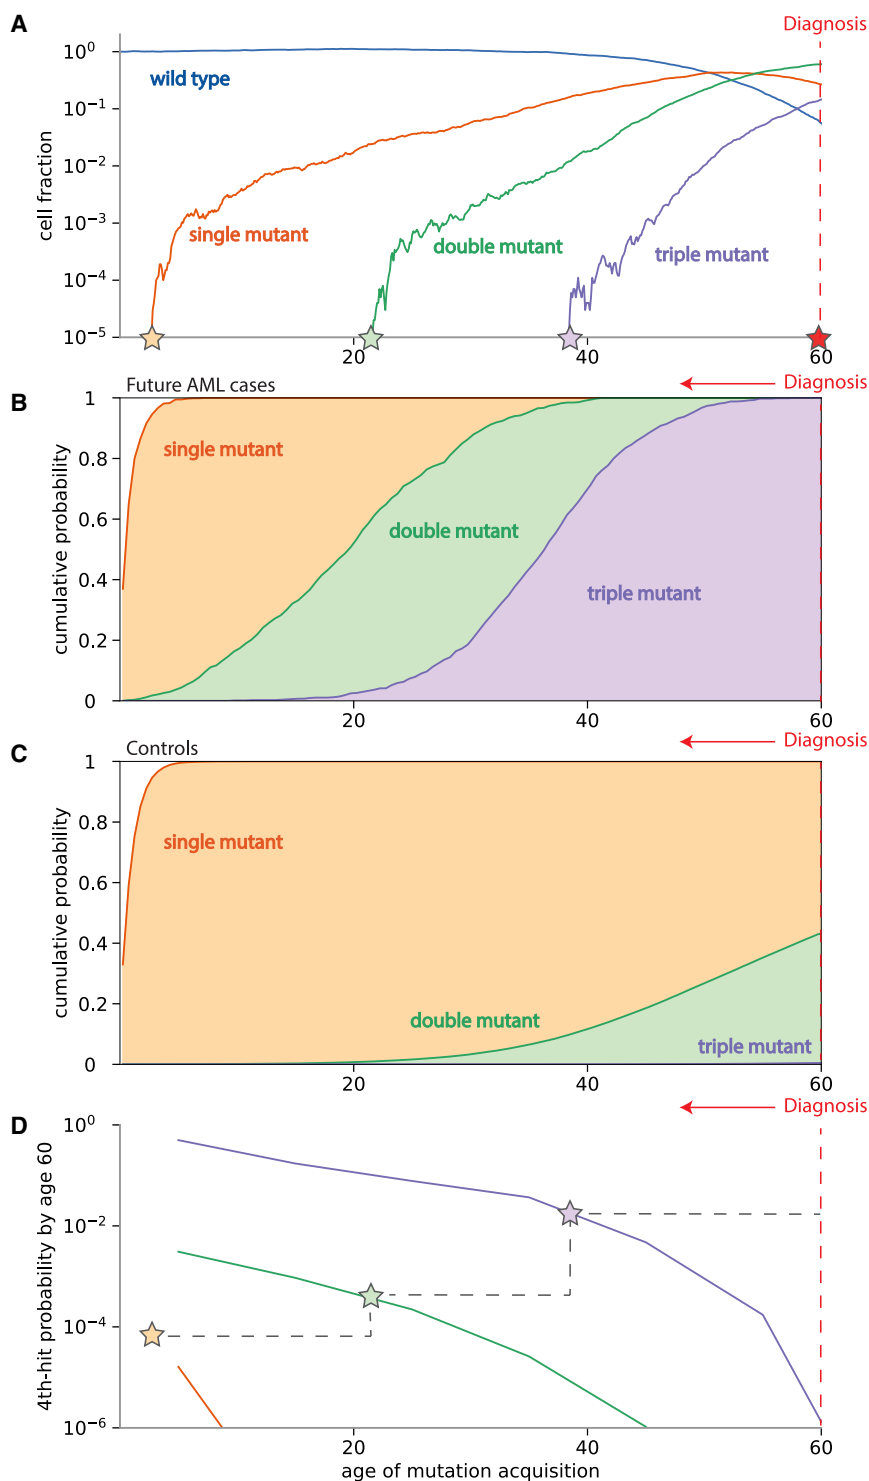 A
Diagnosis
10⁰
10⁻¹
10⁻²
10⁻³
10⁻⁴
10⁻⁵
cell fraction
wild type
single mutant
double mutant
triple mutant
20
40
60
B
Future AML cases
Diagnosis
1
0.8
0.6
0.4
0.2
0
cumulative probability
single mutant
double mutant
triple mutant
20
40
60
C
Controls
Diagnosis
1
0.8
0.6
0.4
0.2
0
cumulative probability
single mutant
double mutant
triple mutant
20
40
60
D
Diagnosis
10⁰
10⁻²
10⁻⁴
10⁻⁶
4th-hit probability by age 60
20
40
60
age of mutation acquisition